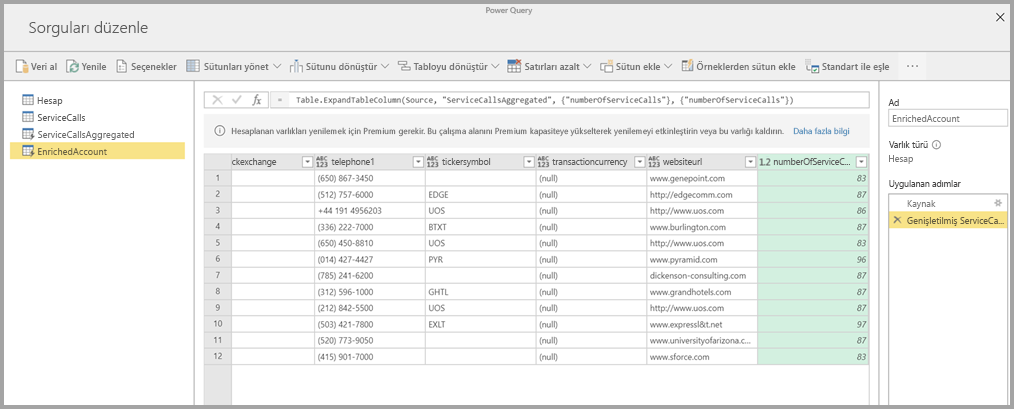 Power Query
Sorguları düzenle
Veri al Yenile Seçenekler Sütunları yönet Sütunu dönüştür Tabloyu dönüştür Satırları azalt Sütun ekle Örneklerden sütun ekle Standart ile eşle ...
Hesap
ServiceCalls
ServiceCallsAggregated
EnrichedAccount
fx = Table.ExpandTableColumn(Source, "ServiceCallsAggregated", {"numberOfServiceCalls"}, {"numberOfServiceCalls"})
Hesaplanan varlıkları yenilemek için Premium gerekir. Bu çalışma alanını Premium kapasiteye yükselterek yenilemeyi etkinleştirin veya bu varlığı kaldırın. Daha fazla bilgi
ckexchange ABC 123 telephone1 ABC 123 tickersymbol ABC 123 transactioncurrency ABC 123 websiteurl 1.2 numberOfServiceC...
1 (650) 867-3450 (null) www.genepoint.com 83
2 (512) 757-6000 EDGE (null) http://edgecomm.com 87
3 +44 191 4956203 UOS (null) http://www.uos.com 86
4 (336) 222-7000 BTXT (null) www.burlington.com 87
5 (650) 450-8810 UOS (null) http://www.uos.com 83
6 (014) 427-4427 PYR (null) www.pyramid.com 96
7 (785) 241-6200 (null) dickenson-consulting.com 87
8 (312) 596-1000 GHTL (null) www.grandhotels.com 87
9 (212) 842-5500 UOS (null) http://www.uos.com 87
10 (503) 421-7800 EXLT (null) www.expressl&t.net 97
11 (520) 773-9050 (null) www.universityofarizona.c... 87
12 (415) 901-7000 (null) www.sforce.com 83
Ad
EnrichedAccount
Varlık türü
Hesap
Uygulanan adımlar
Kaynak
Genişletilmiş ServiceCa...